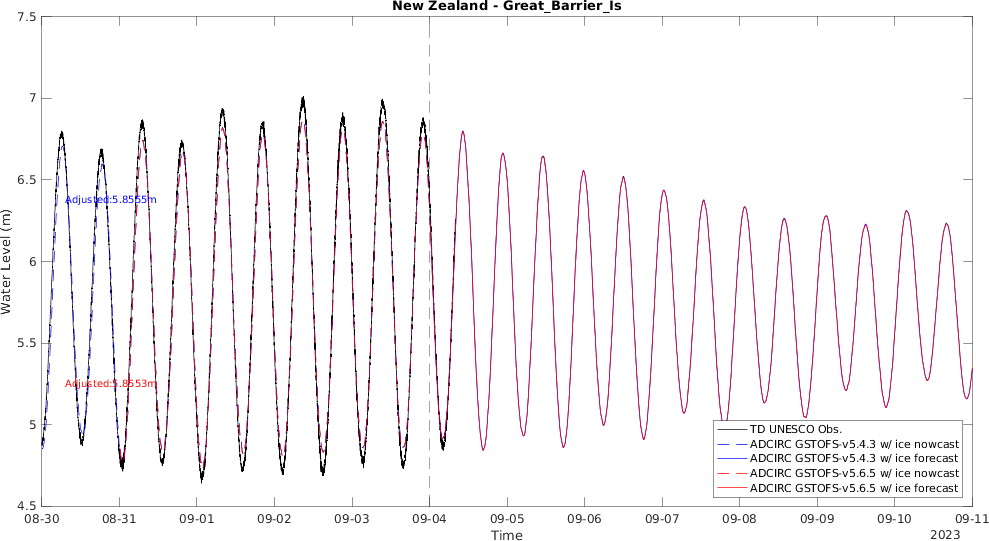 New Zealand - Great_Barrier_Is
7.5
7
6.5
6
5.5
5
4.5
Water Level (m)
Adjusted:5.8555m
Adjusted:5.8553m
TD UNESCO Obs.
ADCIRC GSTOFS-v5.4.3 w/ ice nowcast
ADCIRC GSTOFS-v5.4.3 w/ ice forecast
ADCIRC GSTOFS-v5.6.5 w/ ice nowcast
ADCIRC GSTOFS-v5.6.5 w/ ice forecast
08-30 08-31 09-01 09-02 09-03 09-04 09-05 09-06 09-07 09-08 09-09 09-10 09-11
Time
2023